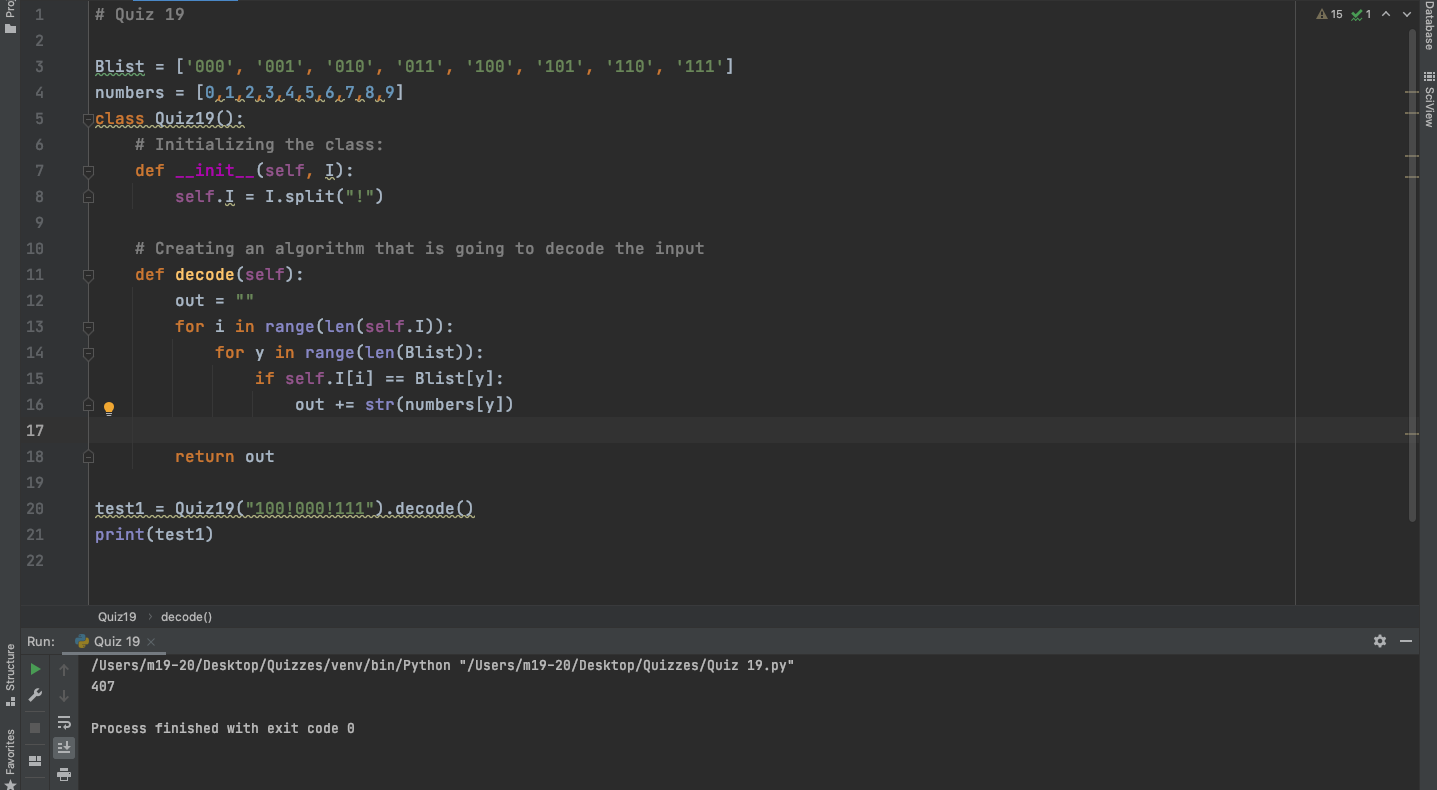 Pro
1 # Quiz 19
15 1
2
3 Blist = ['000', '001', '010', '011', '100', '101', '110', '111']
4 numbers = [0,1,2,3,4,5,6,7,8,9]
5 class Quiz19():
6 # Initializing the class:
7 def __init__(self, I):
8 self.I = I.split("!")
9
10 # Creating an algorithm that is going to decode the input
11 def decode(self):
12 out = ""
13 for i in range(len(self.I)):
14 for y in range(len(Blist)):
15 if self.I[i] == Blist[y]:
16 out += str(numbers[y])
17
18 return out
19
20 test1 = Quiz19("100!000!111").decode()
21 print(test1)
22
Database
SciView
Quiz19 › decode()
Run: Quiz 19 ×
/Users/m19-20/Desktop/Quizzes/venv/bin/Python "/Users/m19-20/Desktop/Quizzes/Quiz 19.py"
407
Process finished with exit code 0
Structure
Favorites